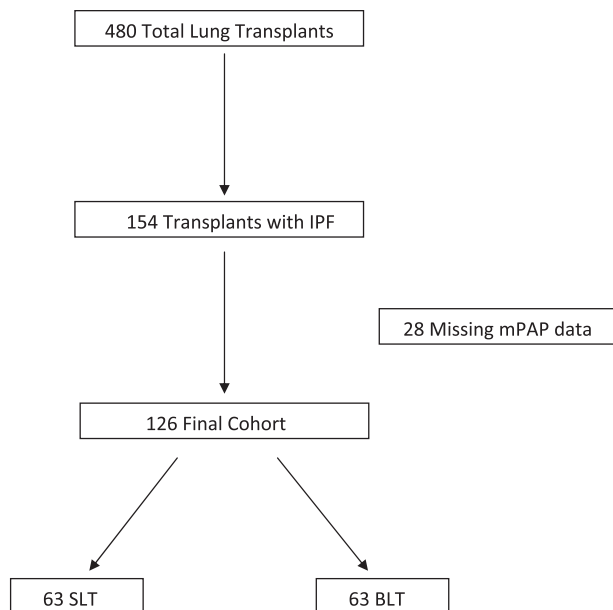 480 Total Lung Transplants
154 Transplants with IPF
28 Missing mPAP data
126 Final Cohort
63 SLT
63 BLT